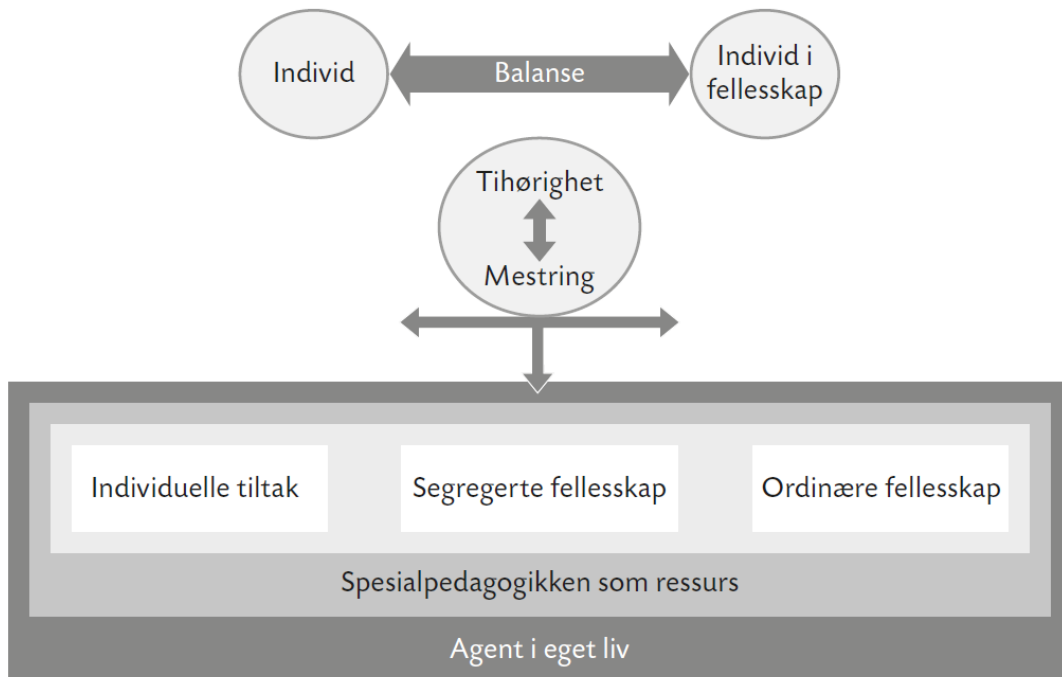 Individ
Balanse
Individ i
fellesskap
Tihørighet
Mestring
Individuelle tiltak
Segregerte fellesskap
Ordinære fellesskap
Spesialpedagogikken som ressurs
Agent i eget liv